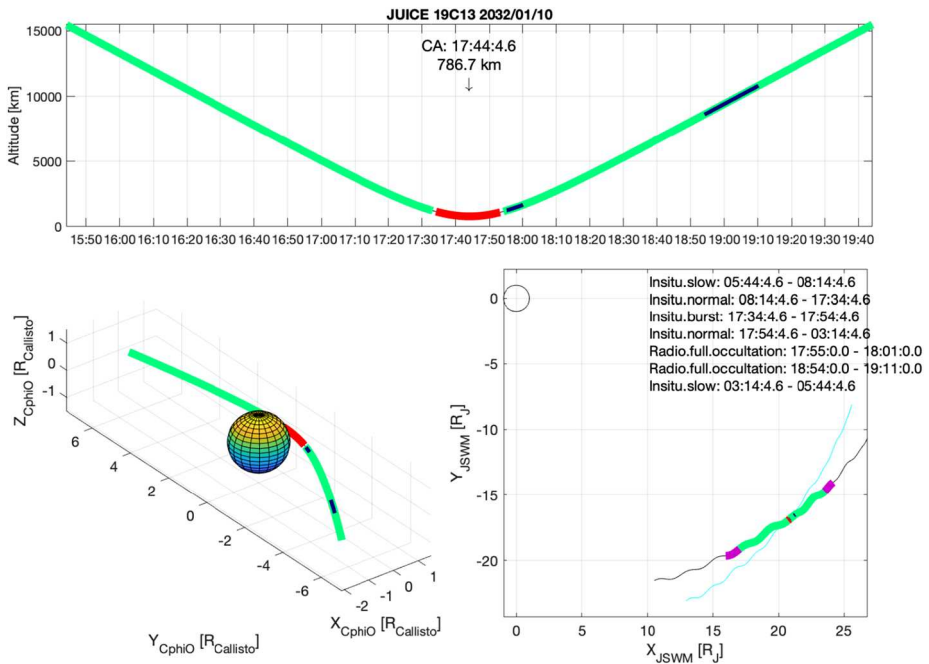 JUICE 19C13 2032/01/10
CA: 17:44:4.6
786.7 km
↓
Altitude [km]
15000
10000
5000
0
15:50 16:00 16:10 16:20 16:30 16:40 16:50 17:00 17:10 17:20 17:30 17:40 17:50 18:00 18:10 18:20 18:30 18:40 18:50 19:00 19:10 19:20 19:30 19:40
Z_CphiO [R_Callisto]
1
0
-1
6
4
2
0
-2
-4
-6
Y_CphiO [R_Callisto]
-2
-1
0
1
X_CphiO [R_Callisto]
Insitu.slow: 05:44:4.6 - 08:14:4.6
Insitu.normal: 08:14:4.6 - 17:34:4.6
Insitu.burst: 17:34:4.6 - 17:54:4.6
Insitu.normal: 17:54:4.6 - 03:14:4.6
Radio.full.occultation: 17:55:0.0 - 18:01:0.0
Radio.full.occultation: 18:54:0.0 - 19:11:0.0
Insitu.slow: 03:14:4.6 - 05:44:4.6
Y_JSWM [R_J]
0
-5
-10
-15
-20
0 5 10 15 20 25
X_JSWM [R_J]